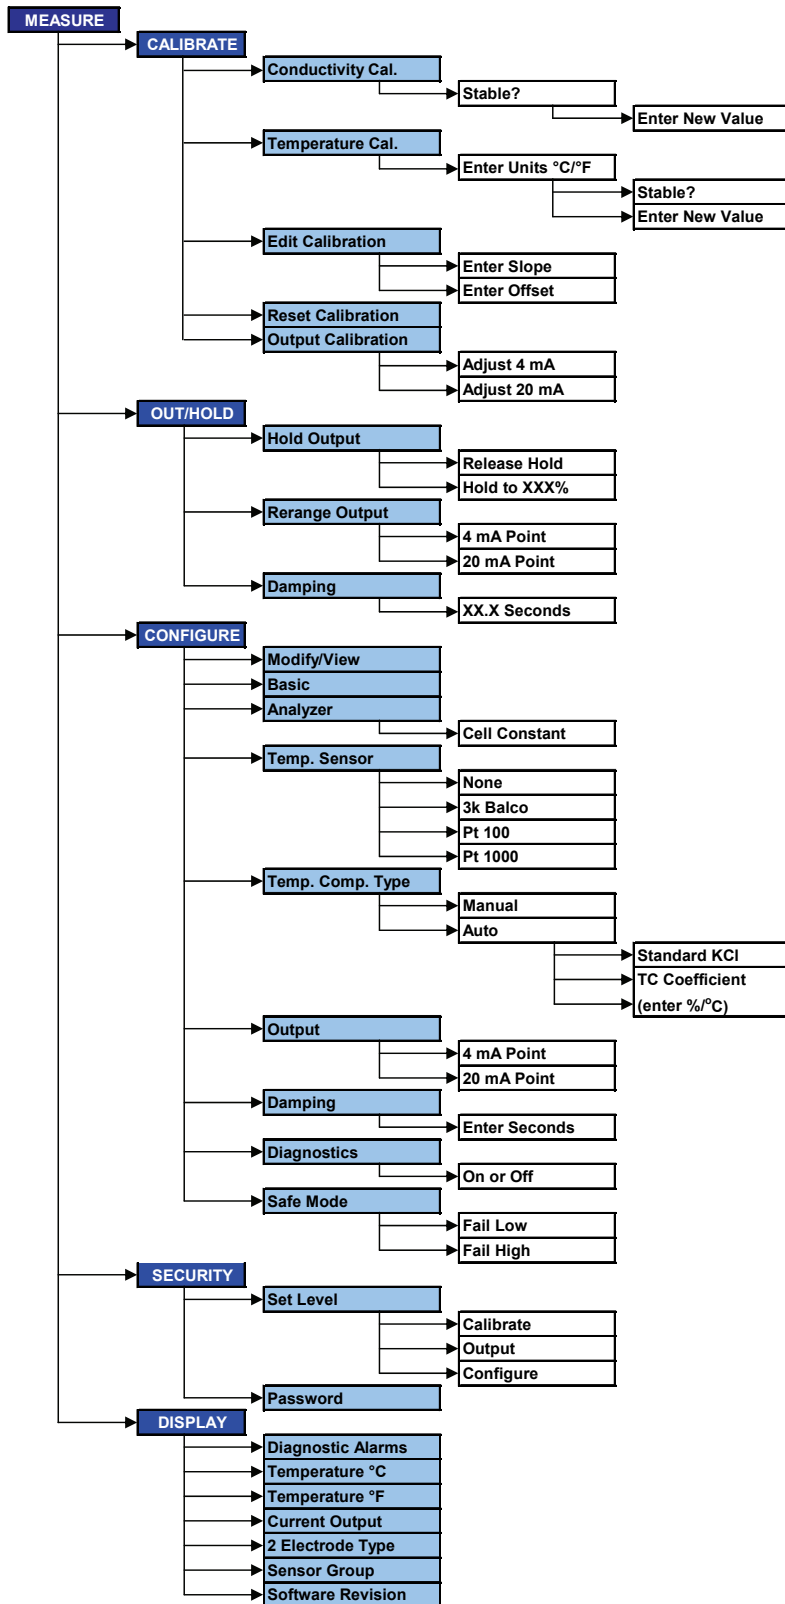 MEASURE
CALIBRATE
Conductivity Cal.
Stable?
Enter New Value
Temperature Cal.
Enter Units °C/°F
Stable?
Enter New Value
Edit Calibration
Enter Slope
Enter Offset
Reset Calibration
Output Calibration
Adjust 4 mA
Adjust 20 mA
OUT/HOLD
Hold Output
Release Hold
Hold to XXX%
Rerange Output
4 mA Point
20 mA Point
Damping
XX.X Seconds
CONFIGURE
Modify/View
Basic
Analyzer
Cell Constant
Temp. Sensor
None
3k Balco
Pt 100
Pt 1000
Temp. Comp. Type
Manual
Auto
Standard KCl
TC Coefficient
(enter %/°C)
Output
4 mA Point
20 mA Point
Damping
Enter Seconds
Diagnostics
On or Off
Safe Mode
Fail Low
Fail High
SECURITY
Set Level
Calibrate
Output
Configure
Password
DISPLAY
Diagnostic Alarms
Temperature °C
Temperature °F
Current Output
2 Electrode Type
Sensor Group
Software Revision